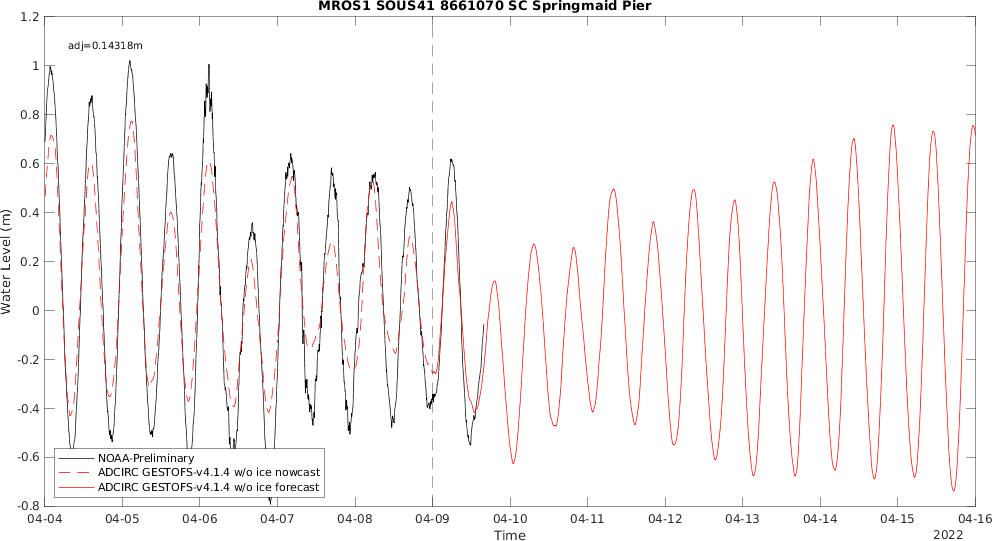 MROS1 SOUS41 8661070 SC Springmaid Pier
adj=0.14318m
Water Level (m)
1.2
1
0.8
0.6
0.4
0.2
0
-0.2
-0.4
-0.6
-0.8
NOAA-Preliminary
ADCIRC GESTOFS-v4.1.4 w/o ice nowcast
ADCIRC GESTOFS-v4.1.4 w/o ice forecast
04-04 04-05 04-06 04-07 04-08 04-09 04-10 04-11 04-12 04-13 04-14 04-15 04-16
Time
2022